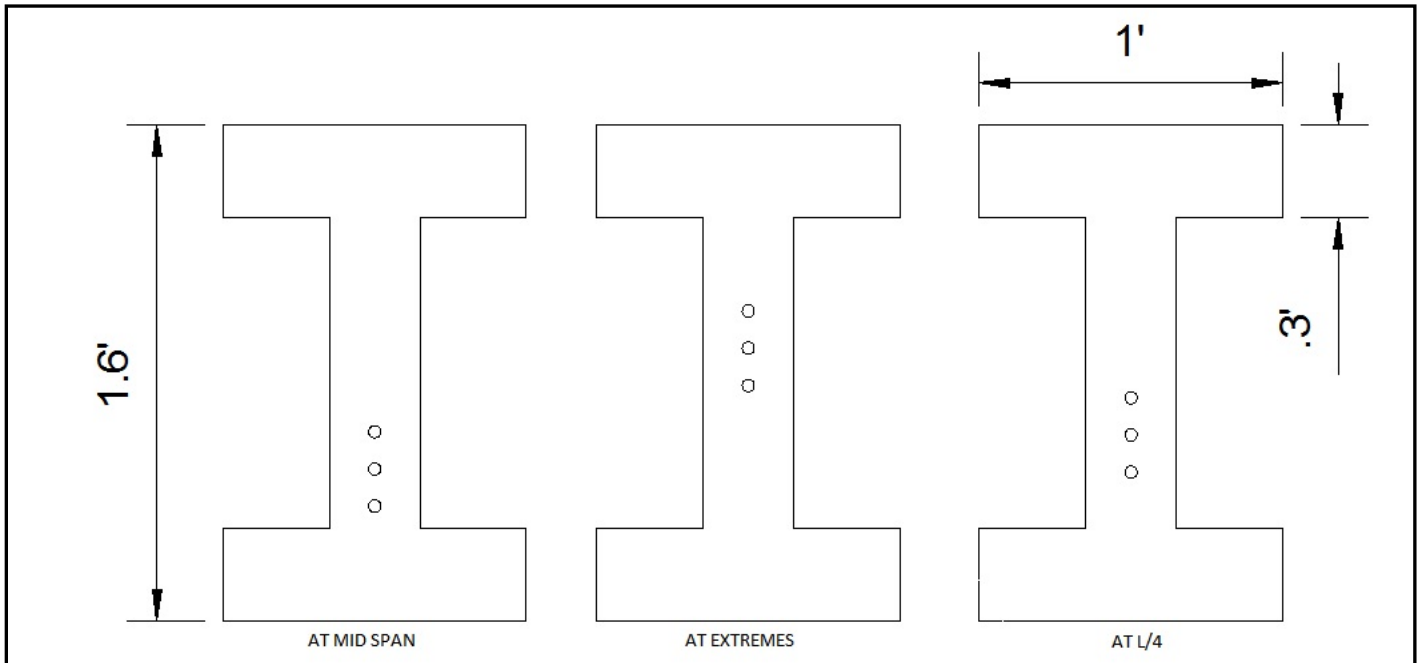 1'
1.6'
.3'
AT MID SPAN
AT EXTREMES
AT L/4